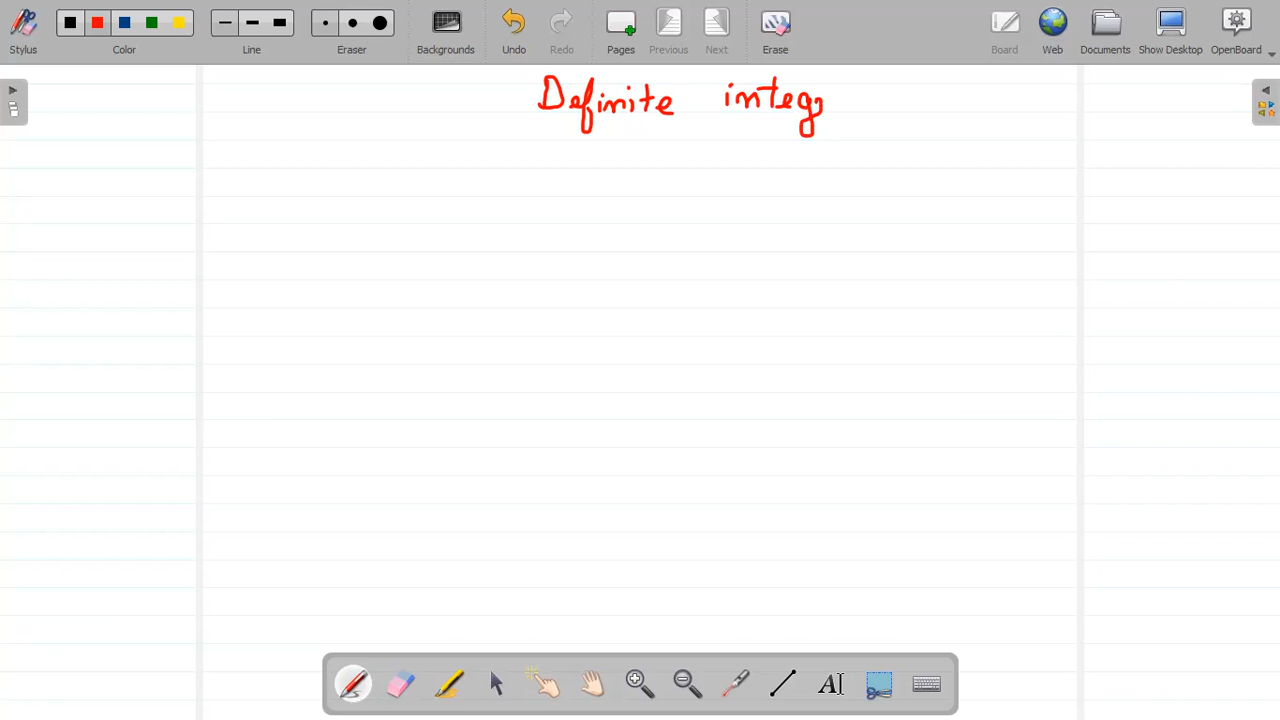 Stylus
Color
Line
Eraser
Backgrounds
Undo
Redo
Pages
Previous
Next
Erase
Board
Web
Documents
Show Desktop
OpenBoard
Definite integ
A